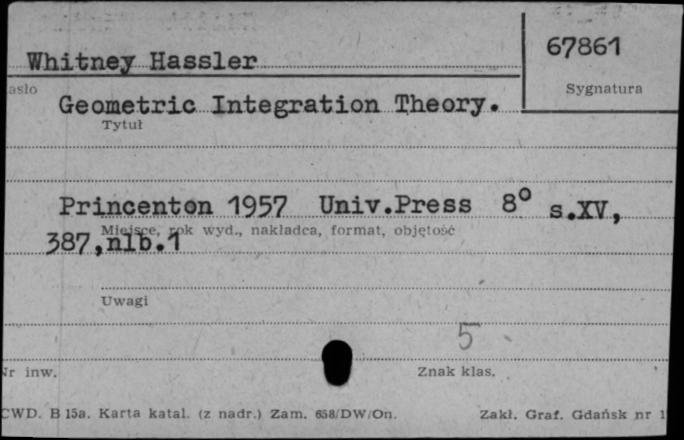 Whitney Hassler
67861
asło
Sygnatura
Geometric Integration Theory.
Tytuł
Princenton 1957 Univ.Press 8° s.XV,
Miejsce, rok wyd., nakładca, format, objętość
387,nlb.1
Uwagi
5
Nr inw.
Znak klas.
CWD. B 15a. Karta katal. (z nadr.) Zam. 658/DW/On.
Zakł. Graf. Gdańsk nr 1